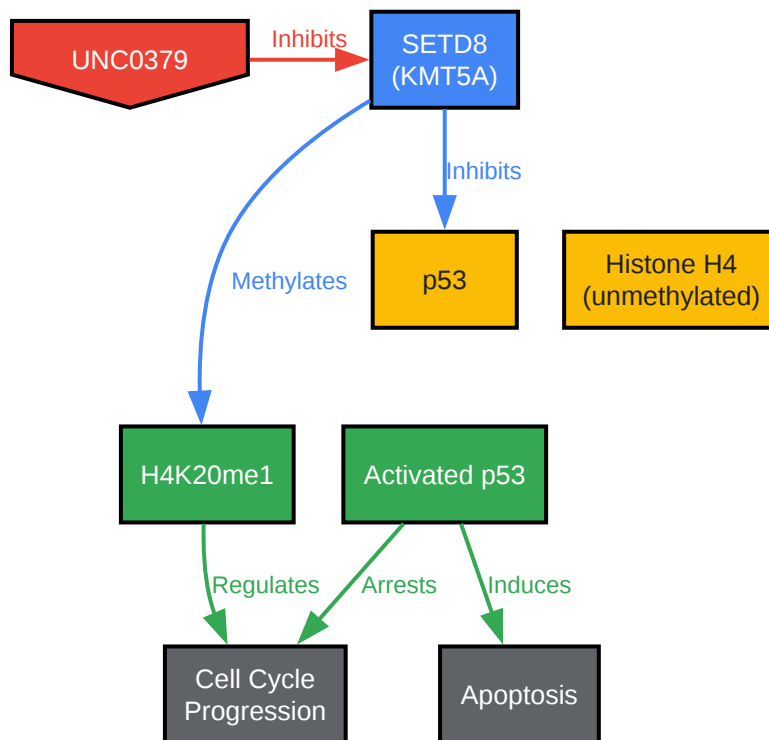 UNC0379
Inhibits
SETD8
(KMT5A)
Inhibits
Methylates
p53
Histone H4
(unmethylated)
H4K20me1
Activated p53
Regulates
Arrests
Induces
Cell Cycle
Progression
Apoptosis